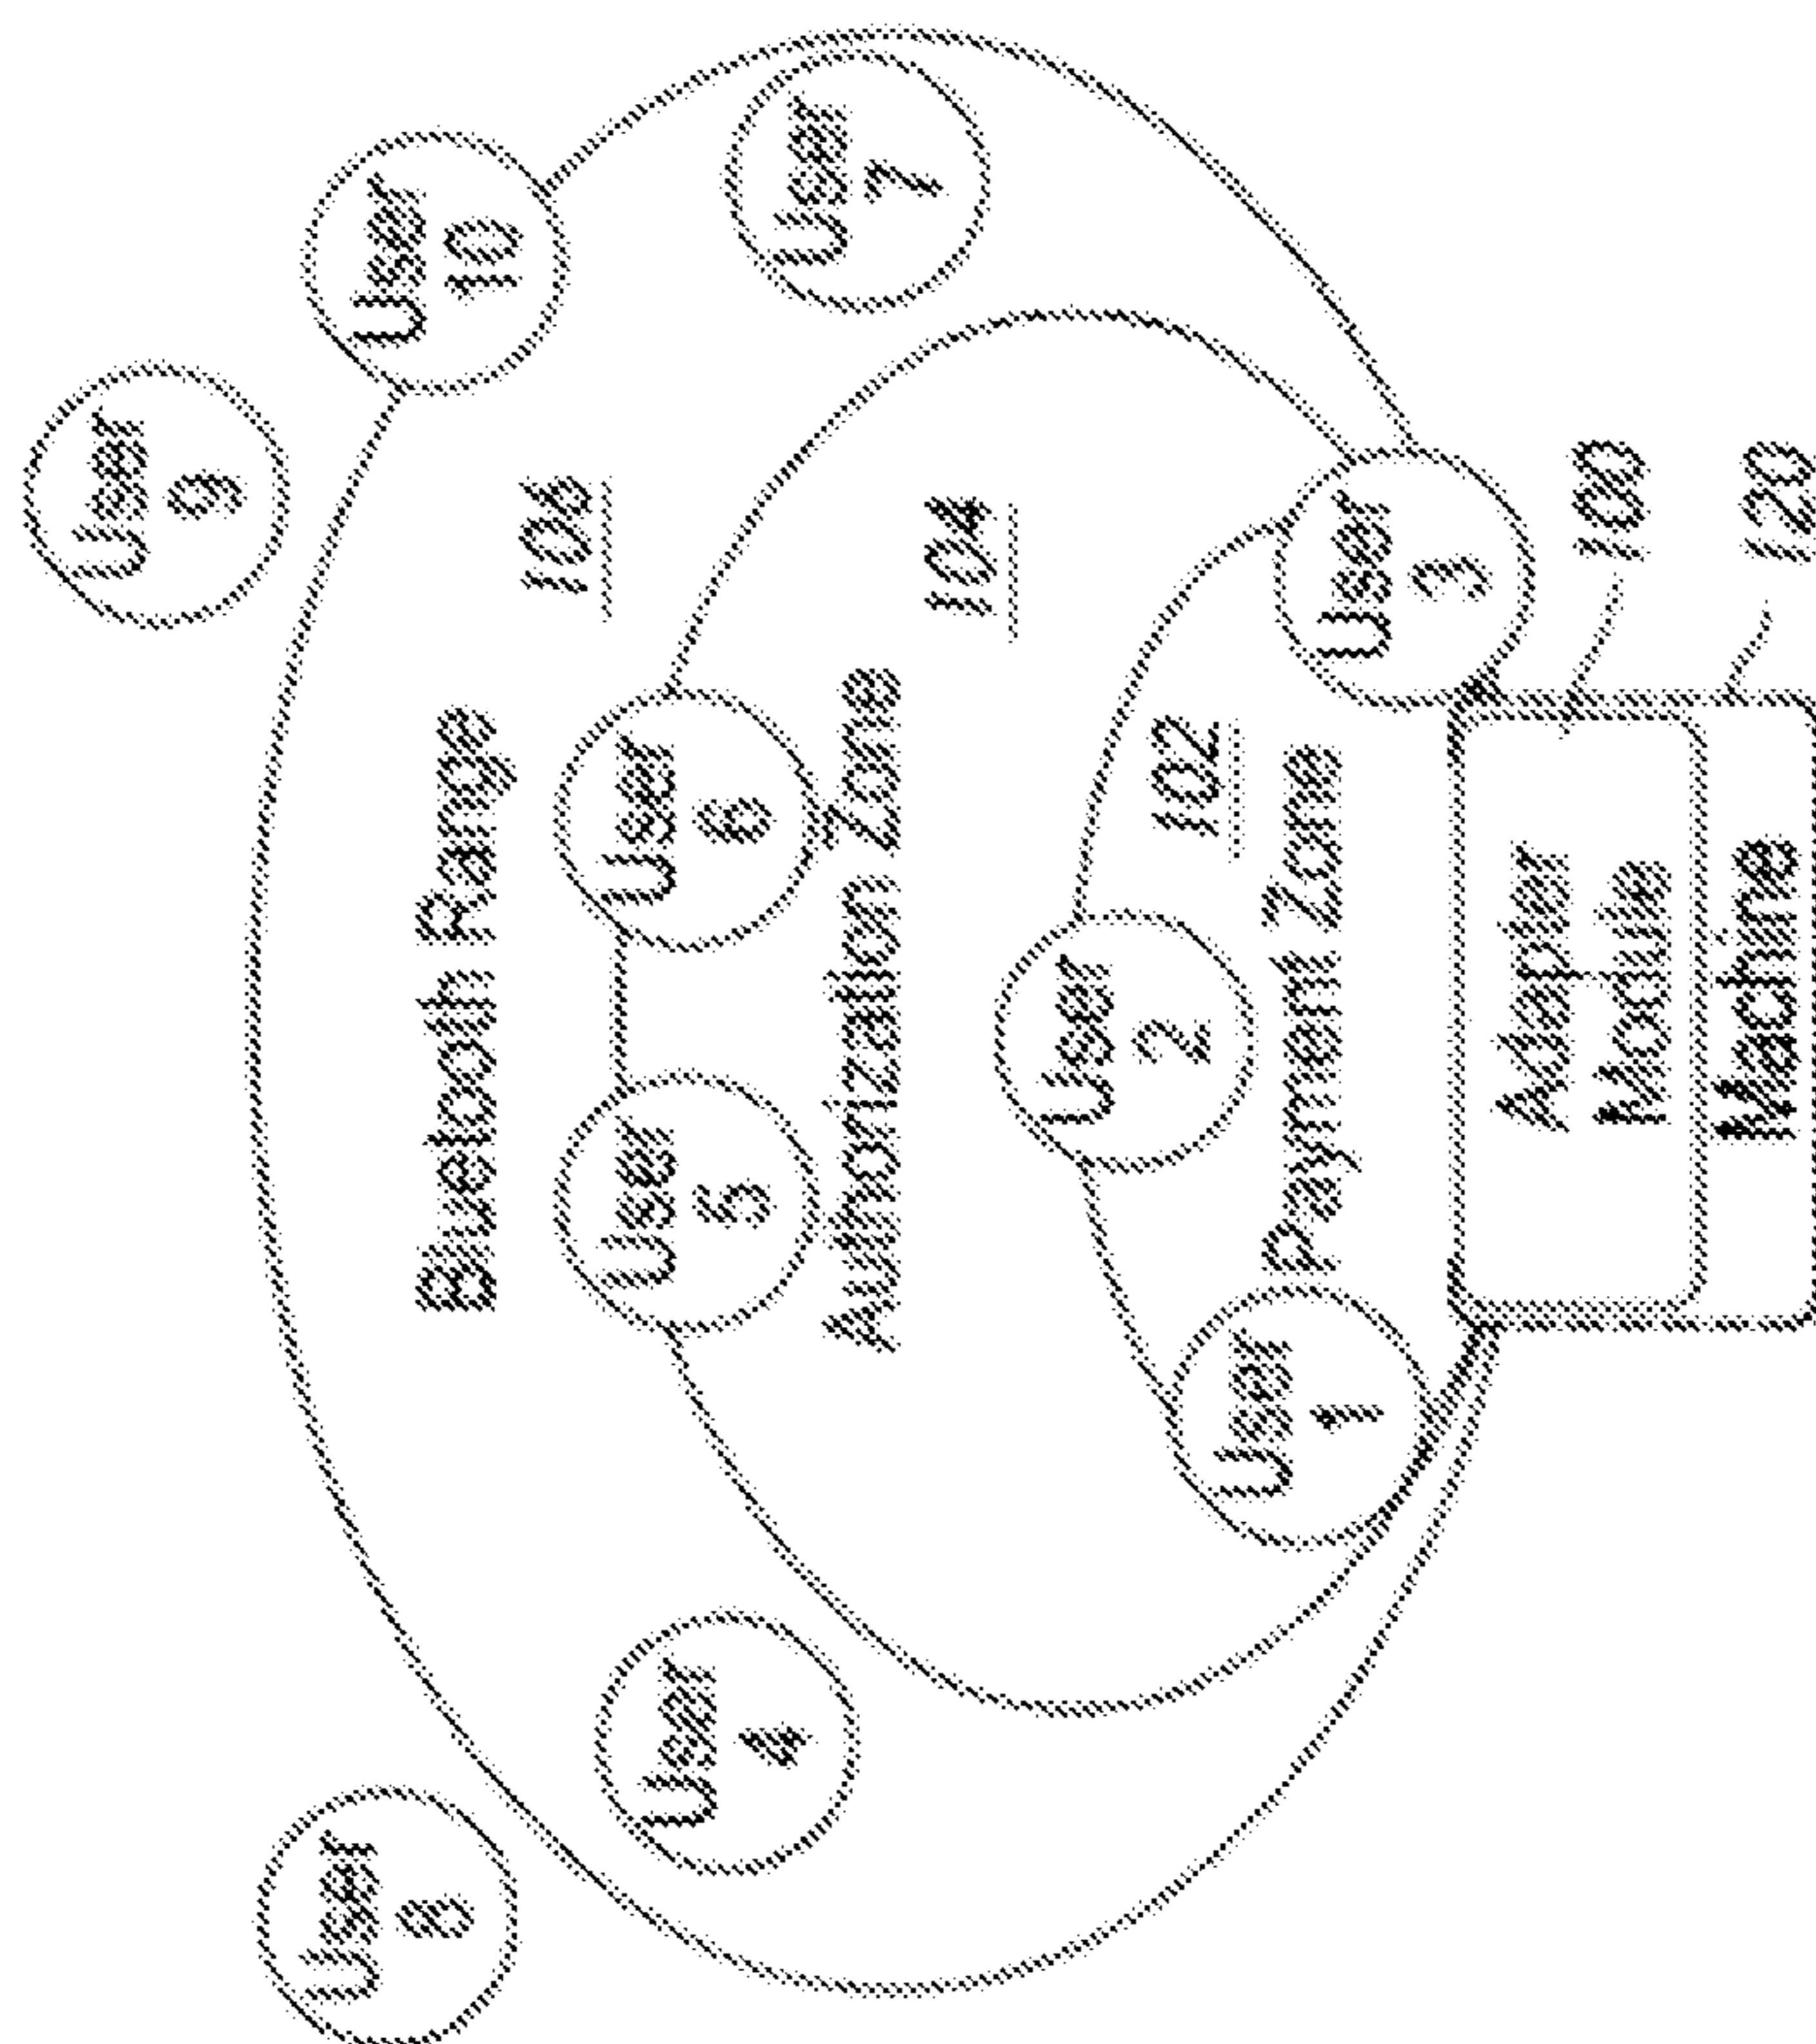 User
9
User
10
User
8
Bluetooth Range
106
User
7
User
4
User
5
User
6
Authorization Zone
104
User
2
102
User
1
Payment Zone
User
3
Adapter
Module
100
Machine
120